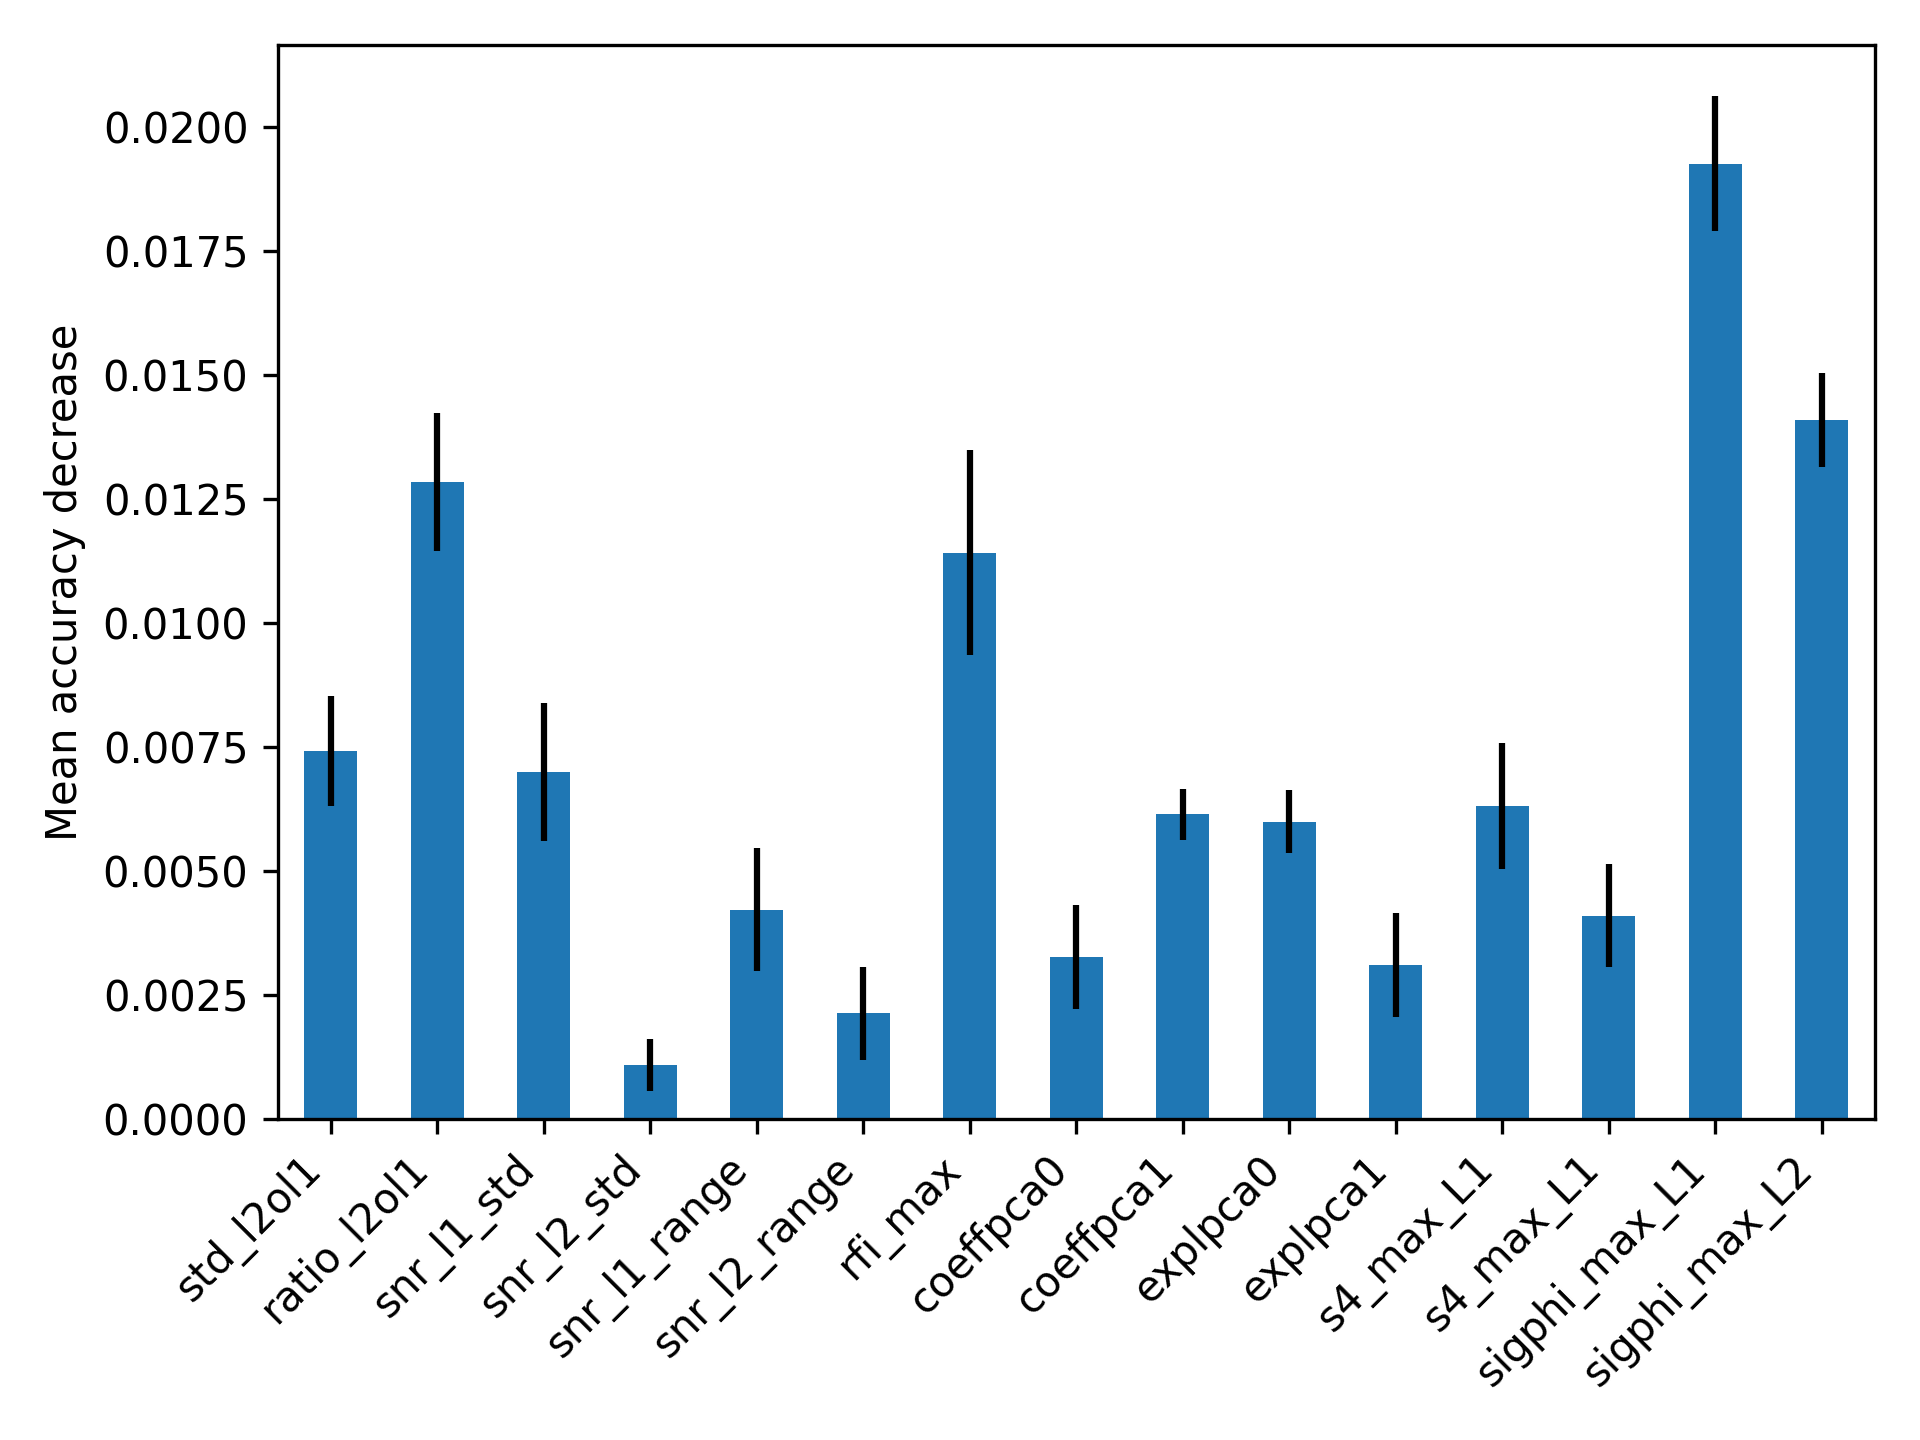 Mean accuracy decrease
0.0200
0.0175
0.0150
0.0125
0.0100
0.0075
0.0050
0.0025
0.0000
std_l2ol1
ratio_l2ol1
snr_l1_std
snr_l2_std
snr_l1_range
snr_l2_range
rfi_max
coeffpca0
coeffpca1
explpca0
explpca1
s4_max_L1
s4_max_L1
sigphi_max_L1
sigphi_max_L2